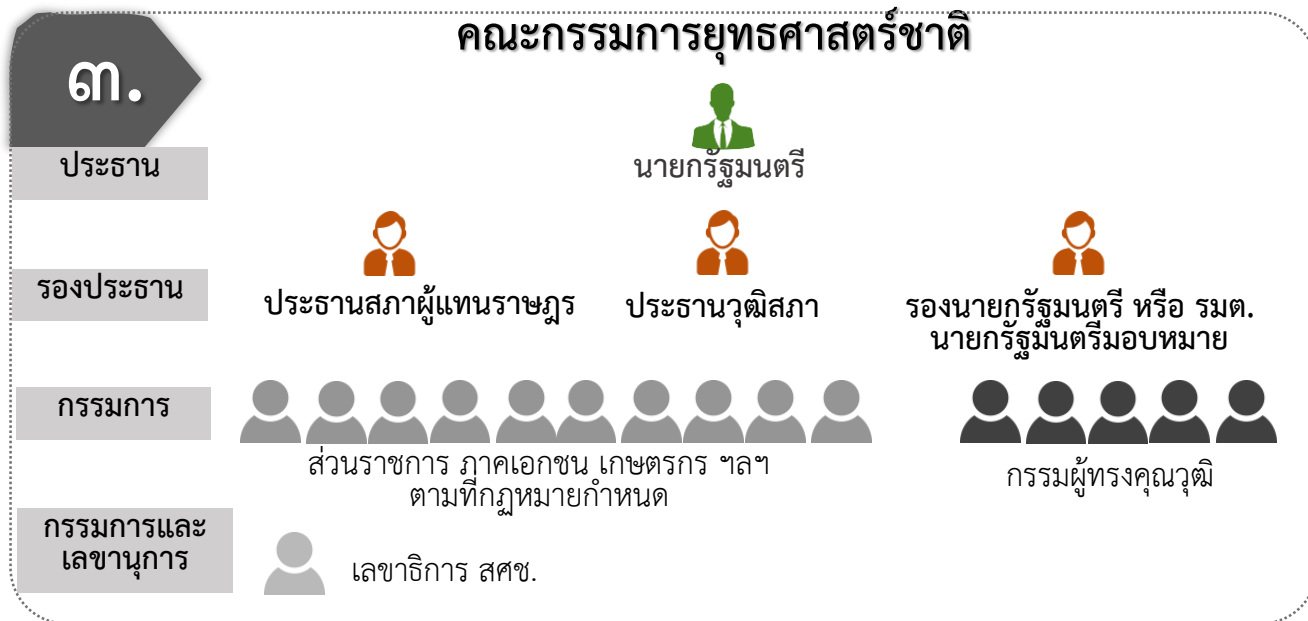 คณะกรรมการยุทธศาสตร์ชาติ
๓.
ประธาน
นายกรัฐมนตรี
รองประธาน
ประธานสภาผู้แทนราษฎร
ประธานวุฒิสภา
รองนายกรัฐมนตรี หรือ รมต.
นายกรัฐมนตรีมอบหมาย
กรรมการ
ส่วนราชการ ภาคเอกชน เกษตรกร ฯลฯ
ตามที่กฎหมายกำหนด
กรรมผู้ทรงคุณวุฒิ
กรรมการและ
เลขานุการ
เลขาธิการ สศช.